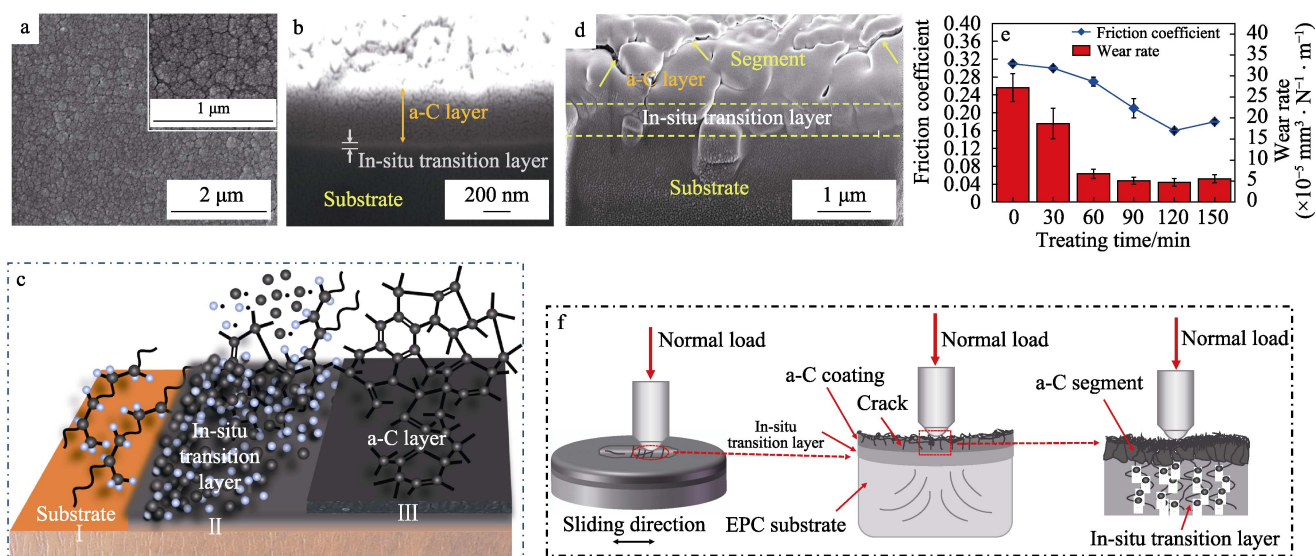 a
1 μm
2 μm
b
a-C layer
In-situ transition layer
Substrate
200 nm
d
Segment
a-C layer
In-situ transition layer
Substrate
1 μm
e
Friction coefficient
Wear rate
0.40
0.36
0.32
0.28
0.24
0.20
0.16
0.12
0.08
0.04
0
Friction coefficient
40
35
30
25
20
15
10
5
0
Wear rate
(×10⁻⁵ mm³・N⁻¹・m⁻¹)
0 30 60 90 120 150
Treating time/min
c
In-situ
transition
layer
a-C layer
Substrate
I
II
III
f
Normal load
Normal load
Normal load
a-C coating
Crack
a-C segment
In-situ
transition layer
EPC substrate
Sliding direction
In-situ transition layer